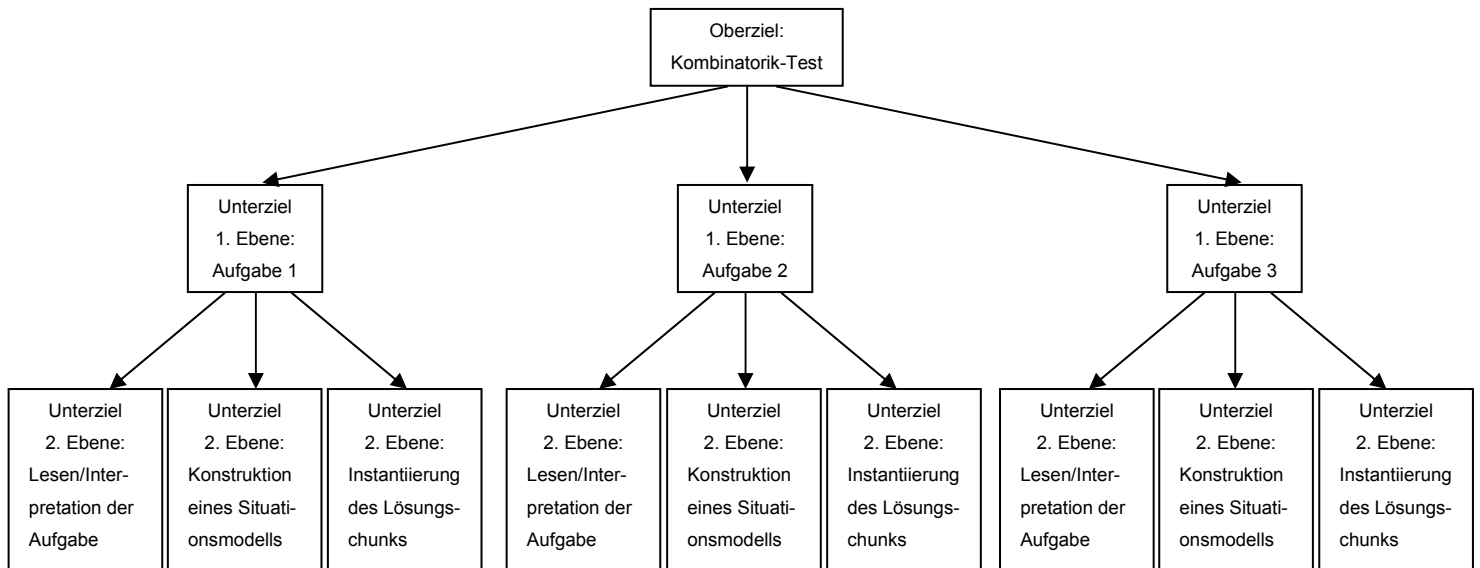 Oberziel:
Kombinatorik-Test
Unterziel
1. Ebene:
Aufgabe 1
Unterziel
1. Ebene:
Aufgabe 2
Unterziel
1. Ebene:
Aufgabe 3
Unterziel
2. Ebene:
Lesen/Inter-
pretation der
Aufgabe
Unterziel
2. Ebene:
Konstruktion
eines Situati-
onsmodells
Unterziel
2. Ebene:
Instantiierung
des Lösungs-
chunks
Unterziel
2. Ebene:
Lesen/Inter-
pretation der
Aufgabe
Unterziel
2. Ebene:
Konstruktion
eines Situati-
onsmodells
Unterziel
2. Ebene:
Instantiierung
des Lösungs-
chunks
Unterziel
2. Ebene:
Lesen/Inter-
pretation der
Aufgabe
Unterziel
2. Ebene:
Konstruktion
eines Situati-
onsmodells
Unterziel
2. Ebene:
Instantiierung
des Lösungs-
chunks